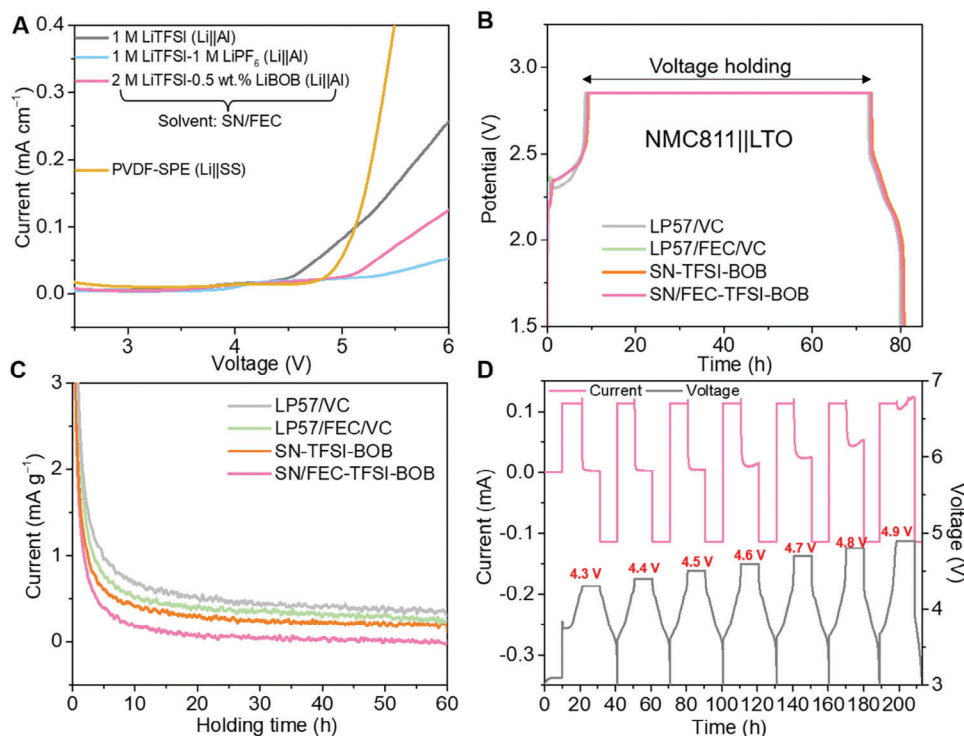 A
0.4
0.3
0.2
0.1
0.0
Current (mA cm⁻¹)
1 M LiTFSI (Li||Al)
1 M LiTFSI-1 M LiPF₆ (Li||Al)
2 M LiTFSI-0.5 wt.% LiBOB (Li||Al)
Solvent: SN/FEC
PVDF-SPE (Li||SS)
3 4 5 6
Voltage (V)
B
3.0
2.5
2.0
1.5
Potential (V)
Voltage holding
NMC811||LTO
LP57/VC
LP57/FEC/VC
SN-TFSI-BOB
SN/FEC-TFSI-BOB
0 20 40 60 80
Time (h)
C
3
2
1
0
Current (mA g⁻¹)
LP57/VC
LP57/FEC/VC
SN-TFSI-BOB
SN/FEC-TFSI-BOB
0 10 20 30 40 50 60
Holding time (h)
D
Current Voltage
0.1
0.0
-0.1
-0.2
-0.3
Current (mA)
4.3 V 4.4 V 4.5 V 4.6 V 4.7 V 4.8 V 4.9 V
7
6
5
4
3
Voltage (V)
0 20 40 60 80 100 120 140 160 180 200
Time (h)